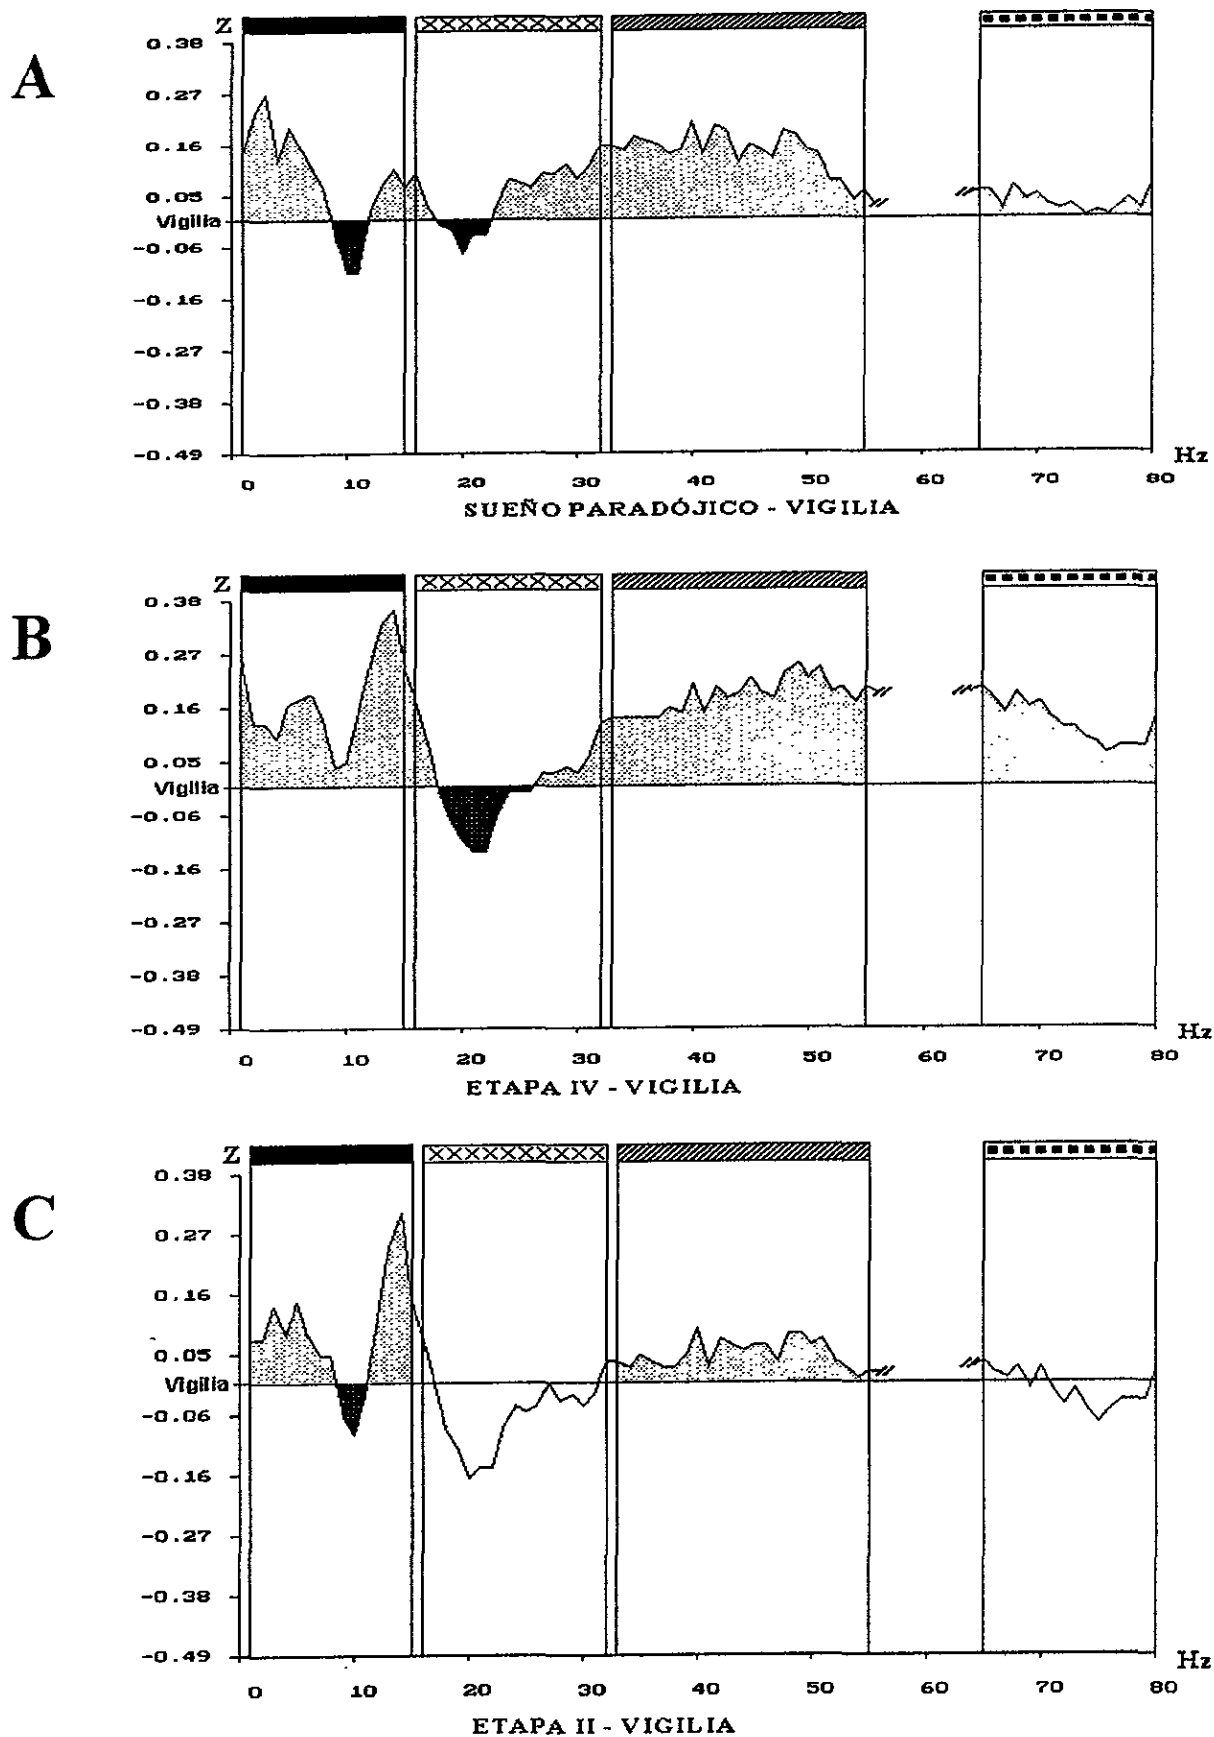 A
Z
0.38
0.27
0.16
0.05
Vigilia
-0.06
-0.16
-0.27
-0.38
-0.49
Hz
0 10 20 30 40 50 60 70 80
SUEÑO PARADÓJICO - VIGILIA
B
Z
0.38
0.27
0.16
0.05
Vigilia
-0.06
-0.16
-0.27
-0.38
-0.49
Hz
0 10 20 30 40 50 60 70 80
ETAPA IV - VIGILIA
C
Z
0.38
0.27
0.16
0.05
Vigilia
-0.06
-0.16
-0.27
-0.38
-0.49
Hz
0 10 20 30 40 50 60 70 80
ETAPA II - VIGILIA